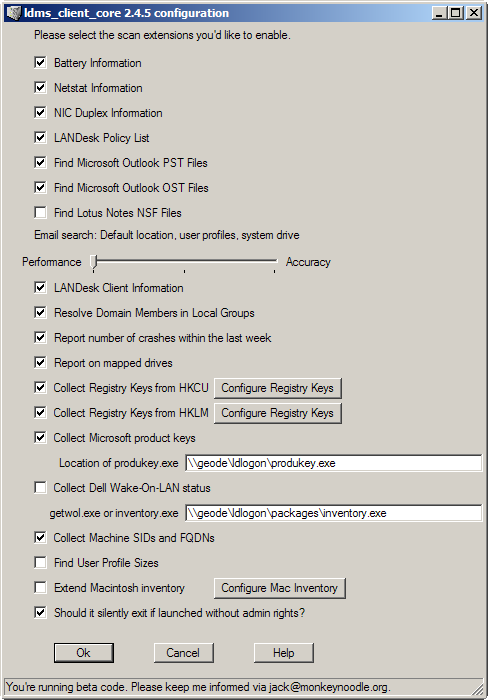 ldms_client_core 2.4.5 configuration
Please select the scan extensions you'd like to enable.
Battery Information
Netstat Information
NIC Duplex Information
LANDesk Policy List
Find Microsoft Outlook PST Files
Find Microsoft Outlook OST Files
Find Lotus Notes NSF Files
Email search: Default location, user profiles, system drive
Performance Accuracy
LANDesk Client Information
Resolve Domain Members in Local Groups
Report number of crashes within the last week
Report on mapped drives
Collect Registry Keys from HKCU Configure Registry Keys
Collect Registry Keys from HKLM Configure Registry Keys
Collect Microsoft product keys
Location of produkey.exe \\geode\ldlogon\produkey.exe
Collect Dell Wake-On-LAN status
getwol.exe or inventory.exe \\geode\ldlogon\packages\inventory.exe
Collect Machine SIDs and FQDNs
Find User Profile Sizes
Extend Macintosh inventory Configure Mac Inventory
Should it silently exit if launched without admin rights?
Ok Cancel Help
You're running beta code. Please keep me informed via jack@monkeynoodle.org.